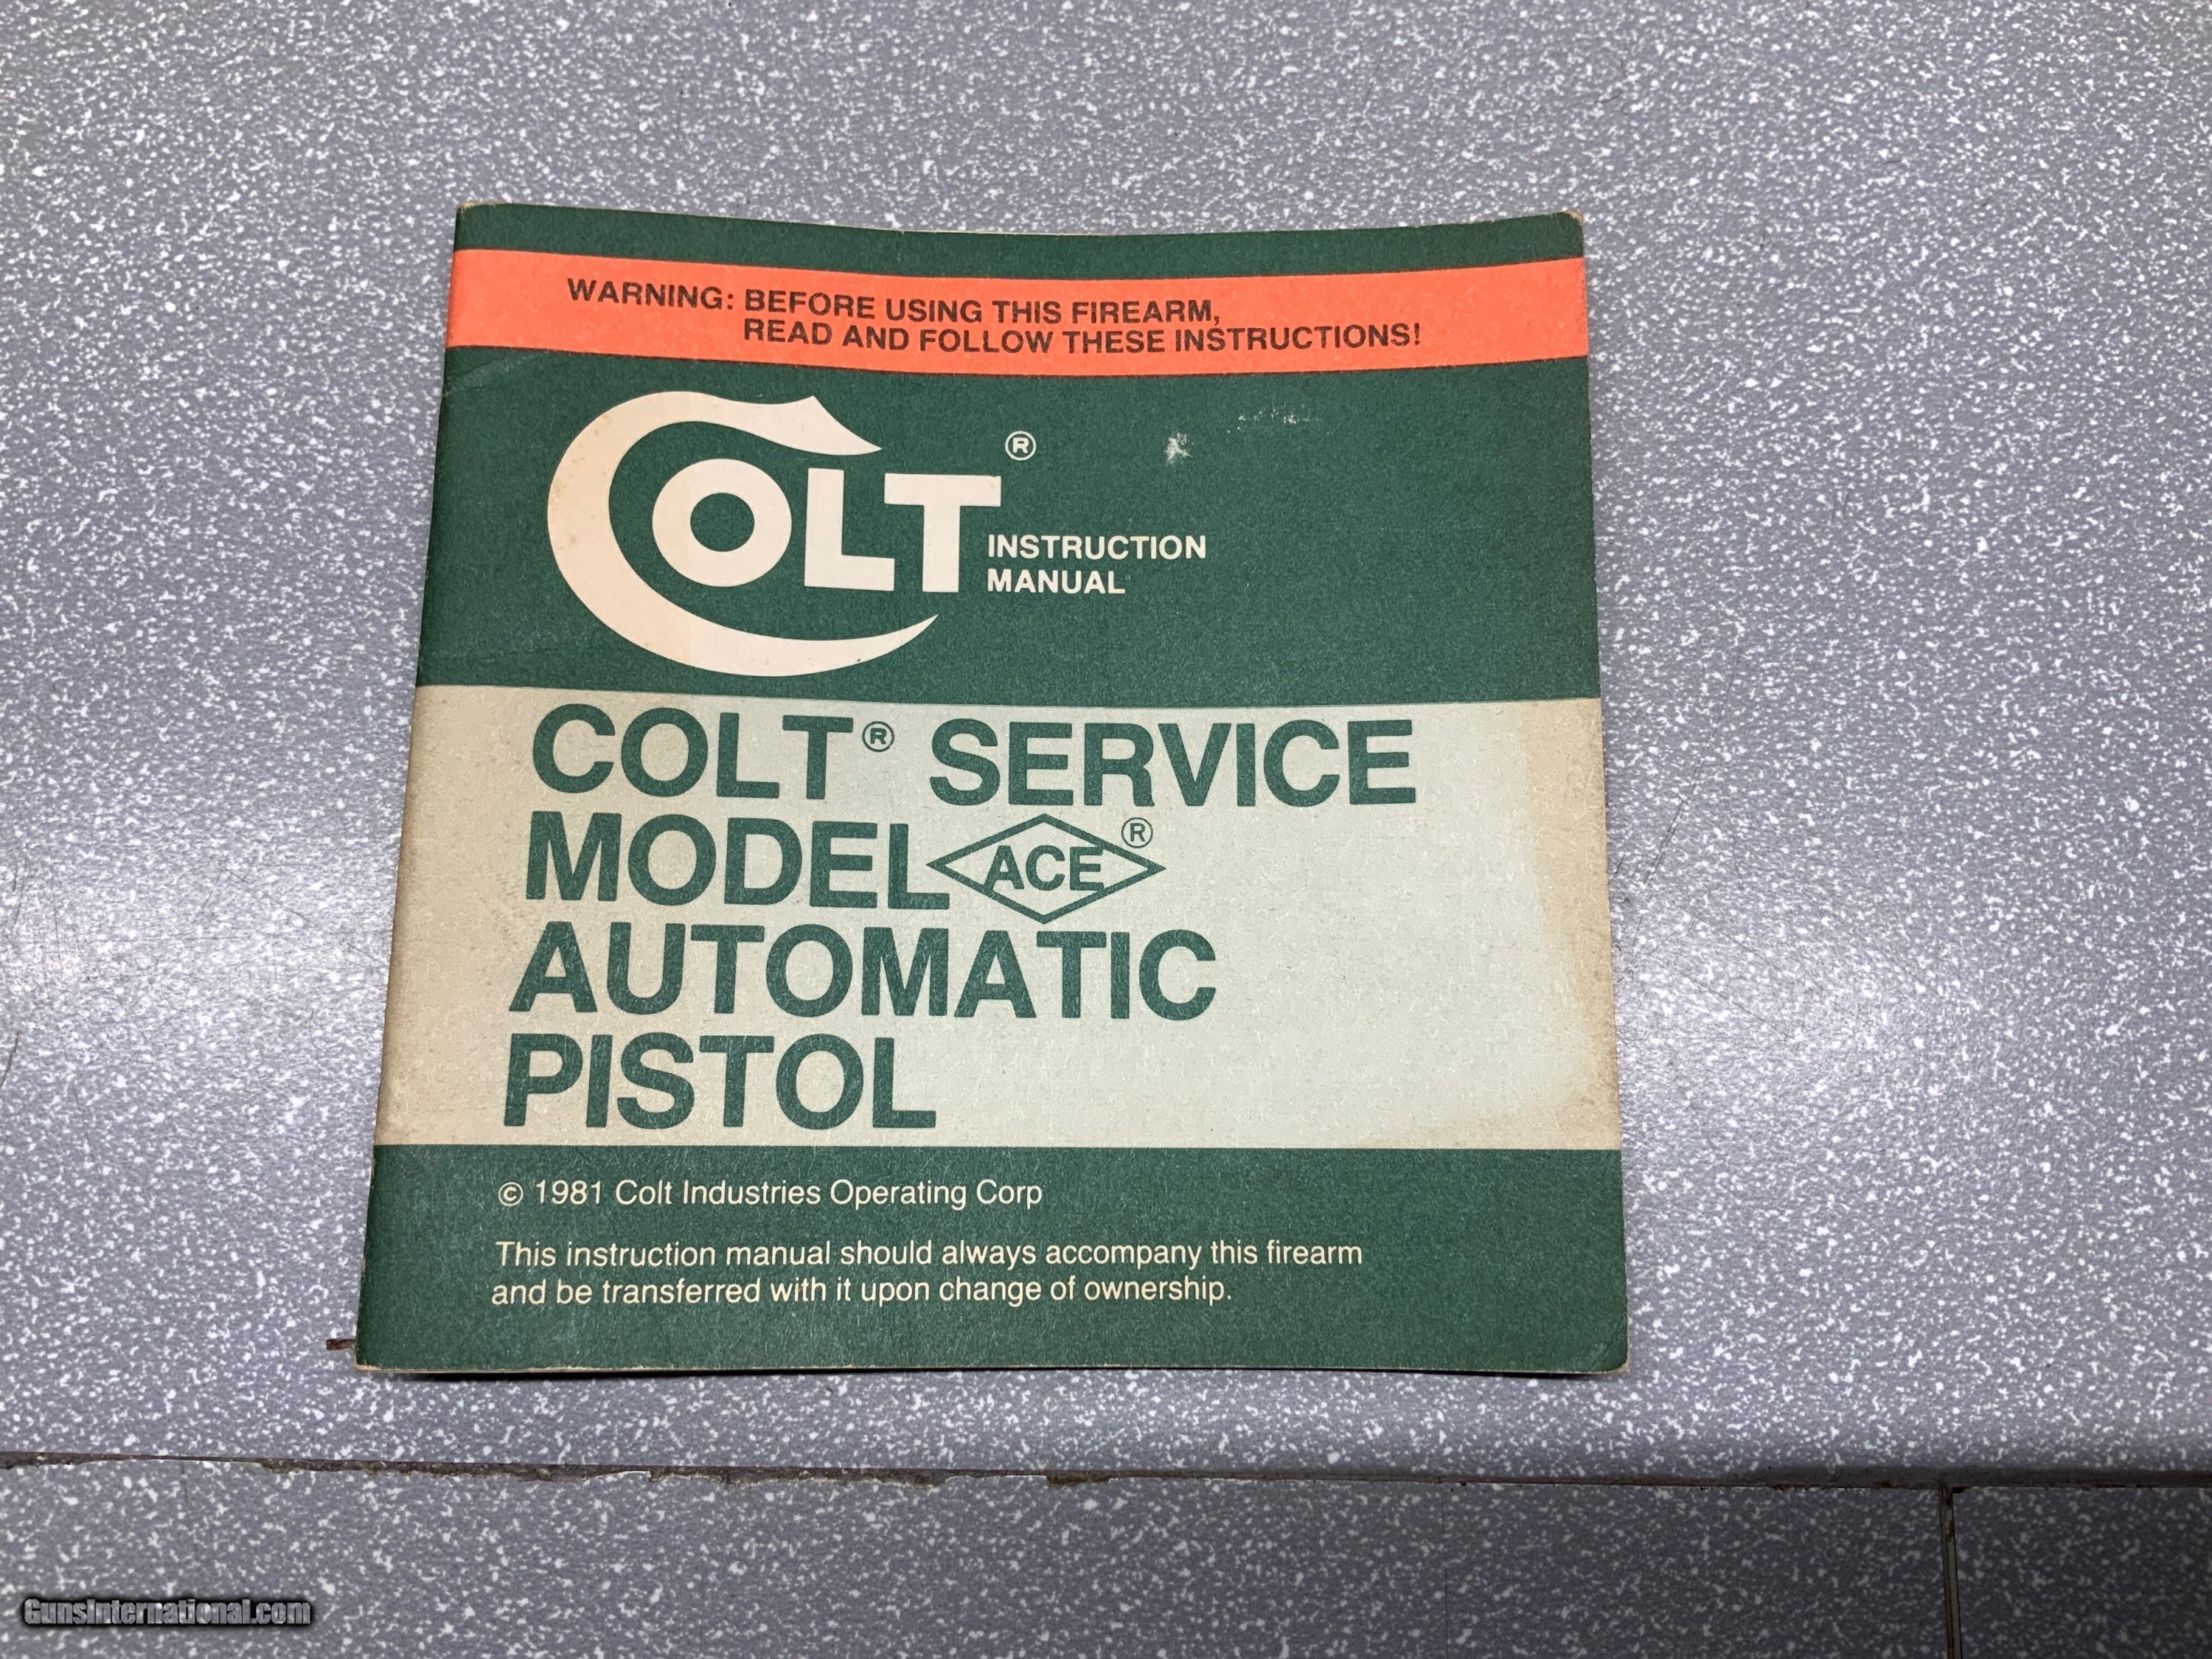 WARNING: BEFORE USING THIS FIREARM,
READ AND FOLLOW THESE INSTRUCTIONS!
COLT®
INSTRUCTION
MANUAL
COLT® SERVICE
MODEL ACE®
AUTOMATIC
PISTOL
© 1981 Colt Industries Operating Corp
This instruction manual should always accompany this firearm
and be transferred with it upon change of ownership.
GunsInternational.com